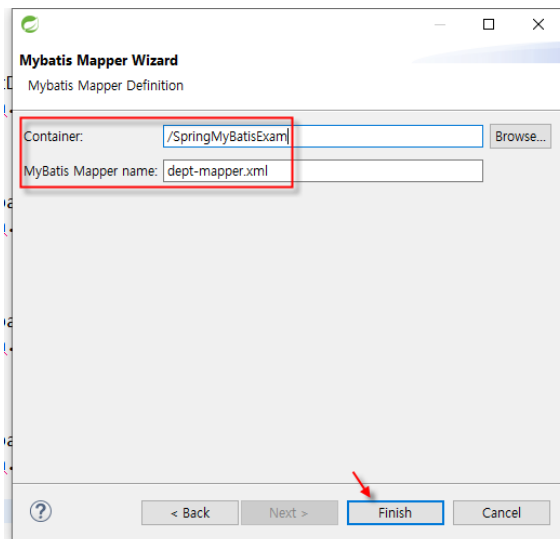 Mybatis Mapper Wizard
Mybatis Mapper Definition
Container: /SpringMyBatisExam Browse...
MyBatis Mapper name: dept-mapper.xml
? < Back Next > Finish Cancel